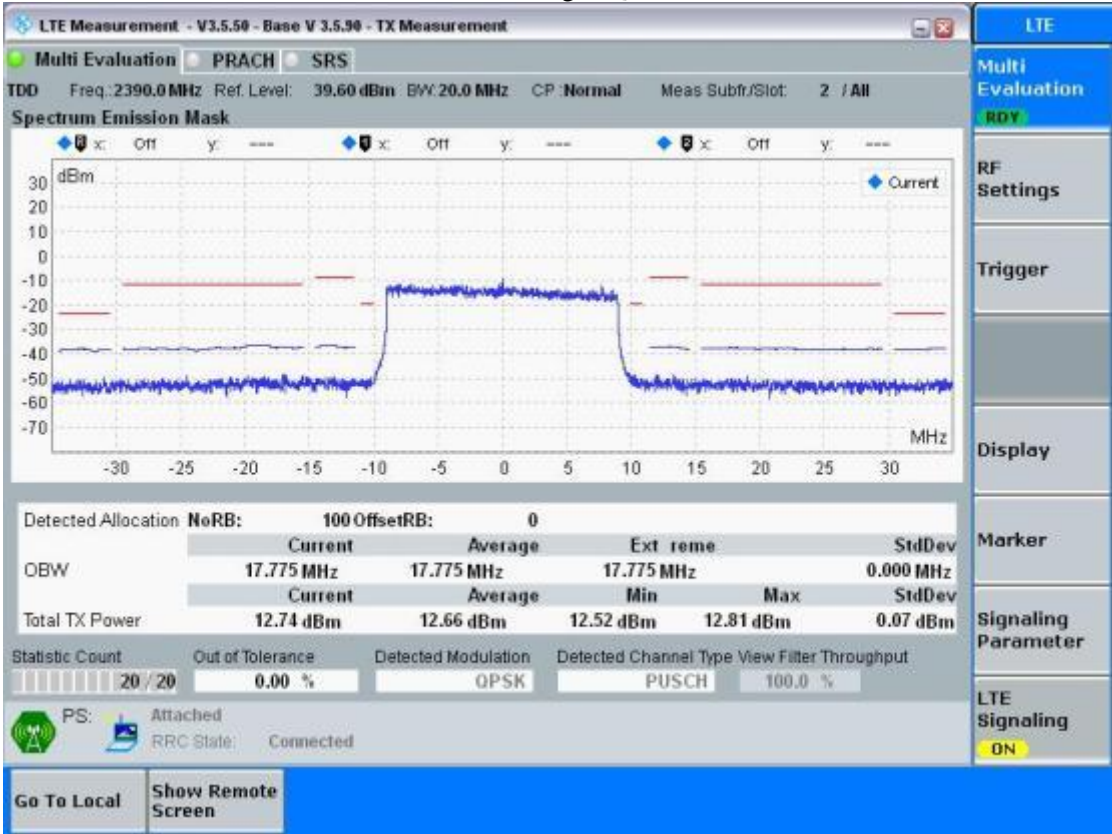 LTE Measurement - V3.5.50 - Base V 3.5.90 - TX Measurement
LTE
Multi Evaluation PRACH SRS
Multi
Evaluation
RDY
TDD Freq.:2390.0 MHz Ref. Level: 39.60 dBm BW:20.0 MHz CP :Normal Meas Subfr./Slot: 2 / All
Spectrum Emission Mask
x: Off y: --- x: Off y: --- x: Off y: ---
dBm
Current
30
20
10
0
-10
-20
-30
-40
-50
-60
-70
MHz
-30 -25 -20 -15 -10 -5 0 5 10 15 20 25 30
RF
Settings
Trigger
Display
Marker
Signaling
Parameter
LTE
Signaling
ON
Detected Allocation NoRB: 100 OffsetRB: 0
Current Average Ext reme StdDev
OBW 17.775 MHz 17.775 MHz 17.775 MHz 0.000 MHz
Current Average Min Max StdDev
Total TX Power 12.74 dBm 12.66 dBm 12.52 dBm 12.81 dBm 0.07 dBm
Statistic Count Out of Tolerance Detected Modulation Detected Channel Type View Filter Throughput
20 / 20 0.00 % QPSK PUSCH 100.0 %
PS: Attached
RRC State: Connected
Go To Local
Show Remote
Screen